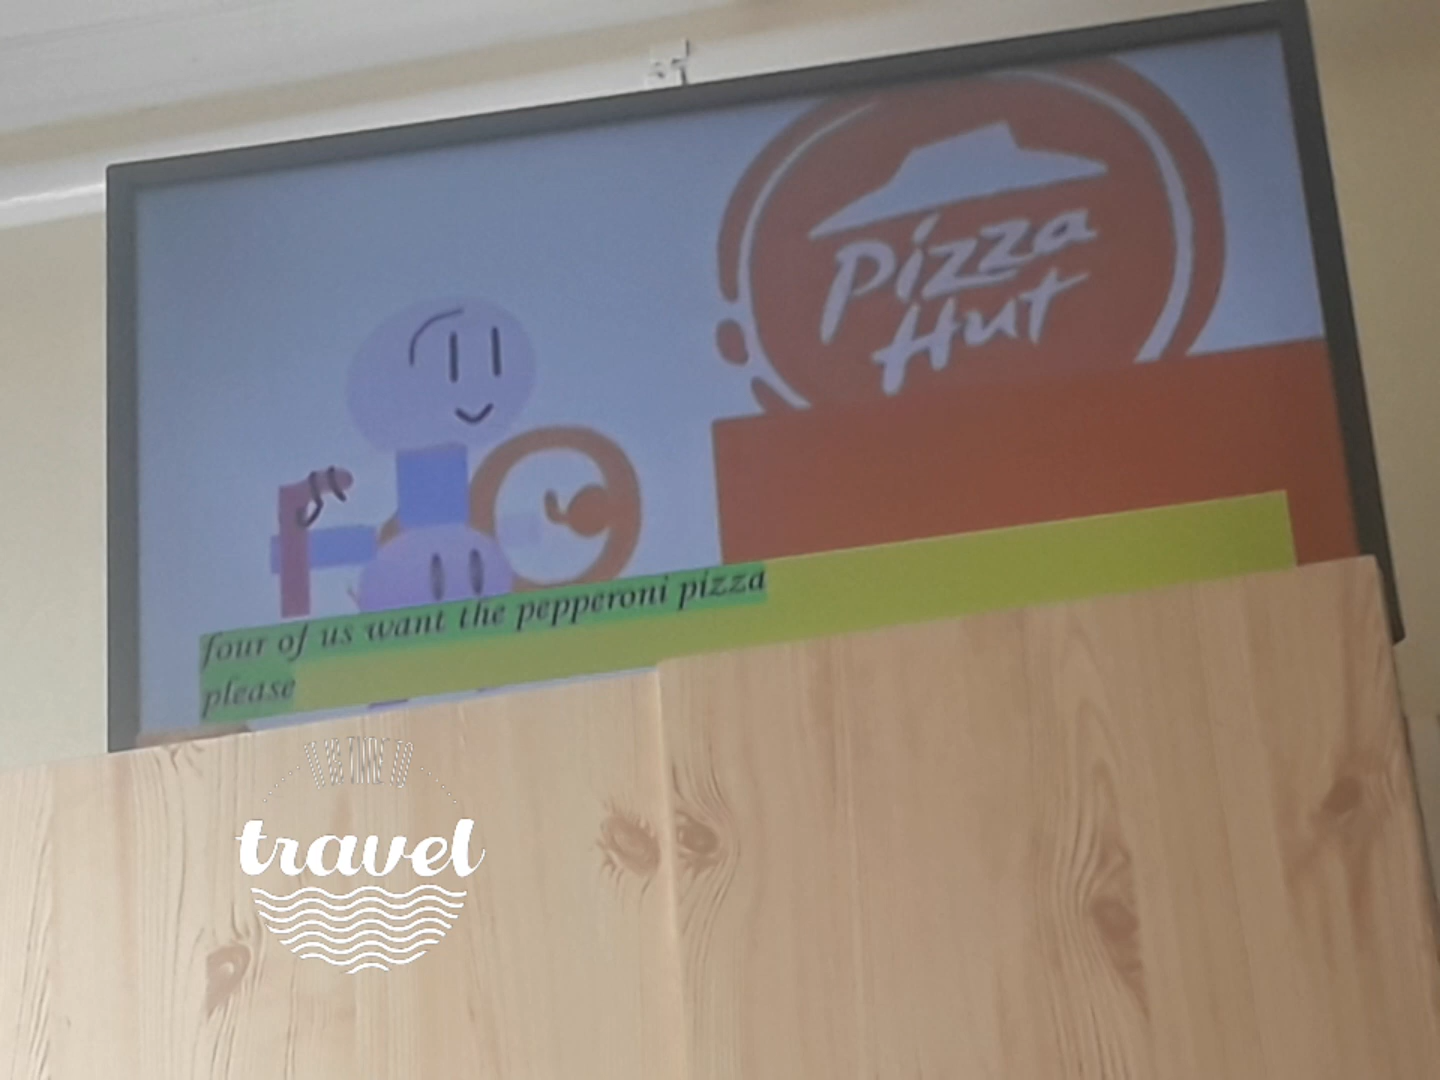 Pizza
Hut
four of us want the pepperoni pizza
please
travel